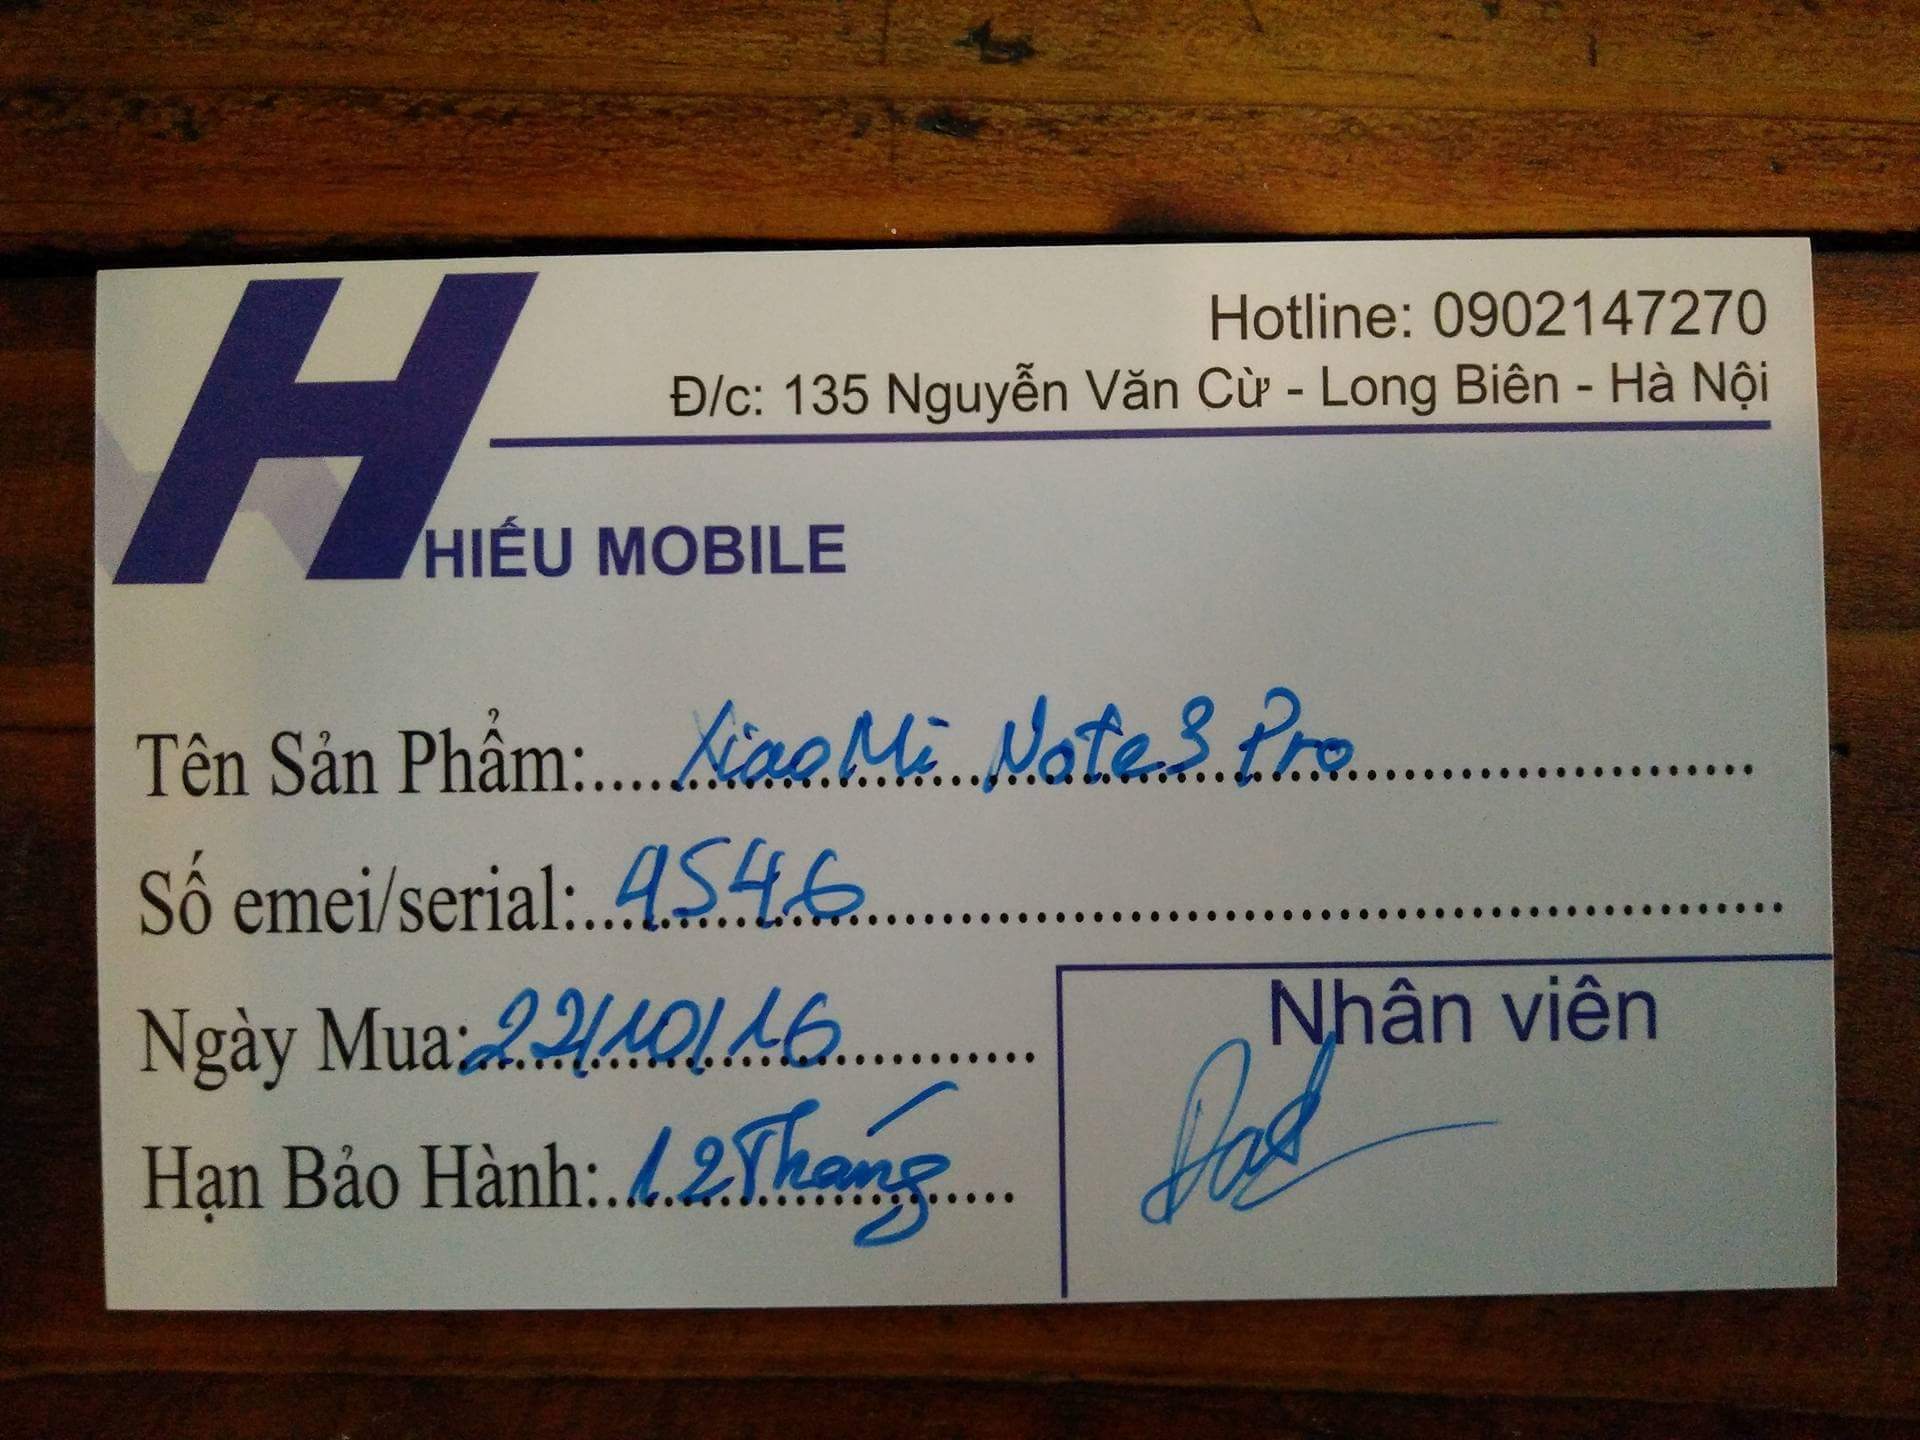 Hotline: 0902147270
Đ/c: 135 Nguyễn Văn Cừ - Long Biên - Hà Nội
H
HIẾU MOBILE
Tên Sản Phẩm: XiaoMi Note3 Pro
Số emei/serial: 9546
Ngày Mua: 22/10/16
Hạn Bảo Hành: 12 Tháng
Nhân viên